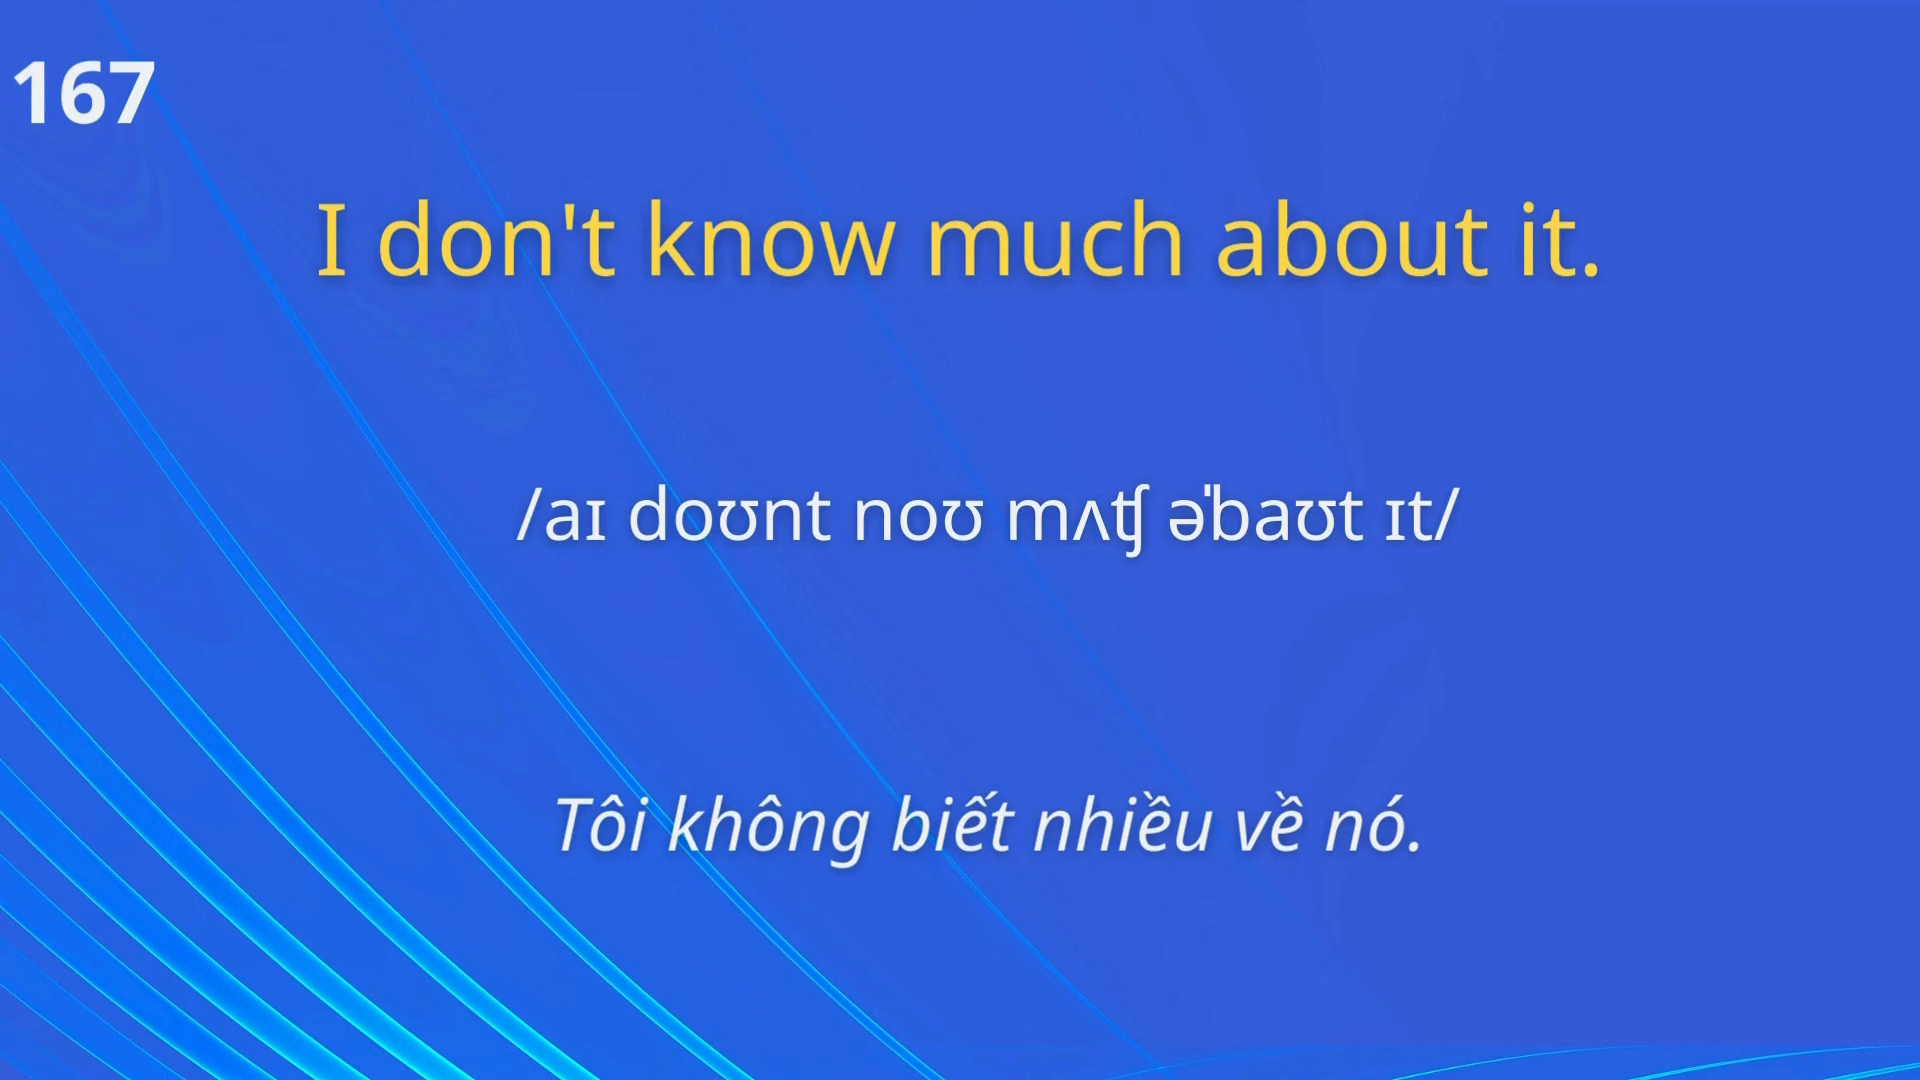 167
I don't know much about it.
/aɪ doʊnt noʊ mʌʧ əˈbaʊt ɪt/
Tôi không biết nhiều về nó.